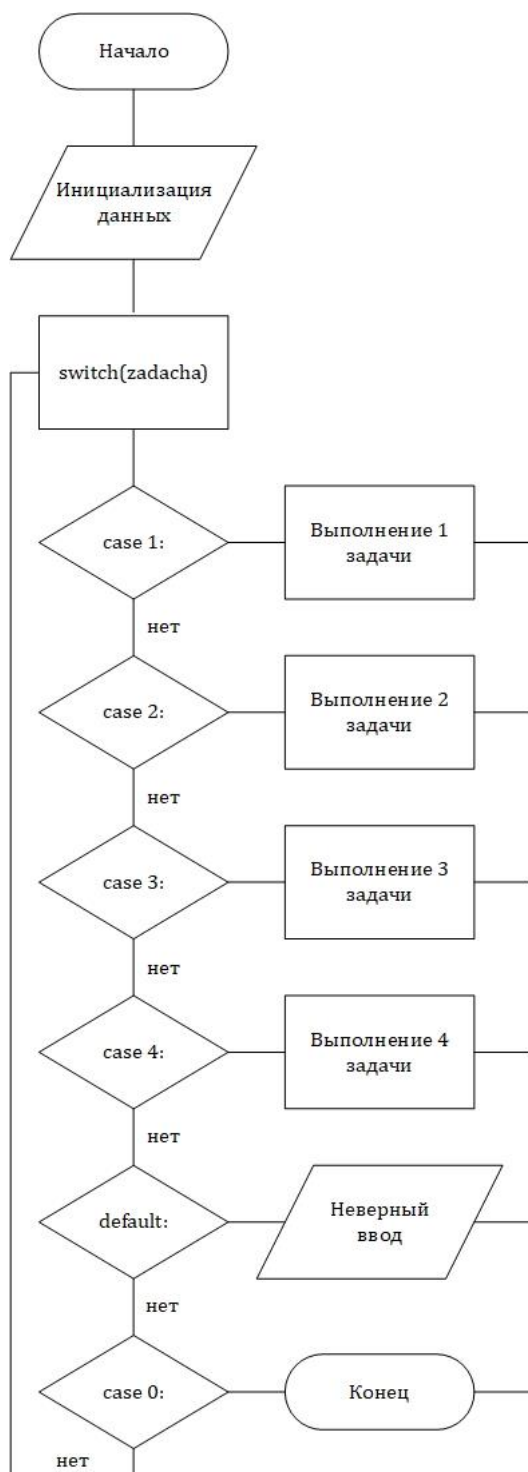 Начало
Инициализация
данных
switch(zadacha)
case 1:
Выполнение 1
задачи
нет
case 2:
Выполнение 2
задачи
нет
case 3:
Выполнение 3
задачи
нет
case 4:
Выполнение 4
задачи
нет
default:
Неверный
ввод
нет
case 0:
Конец
нет